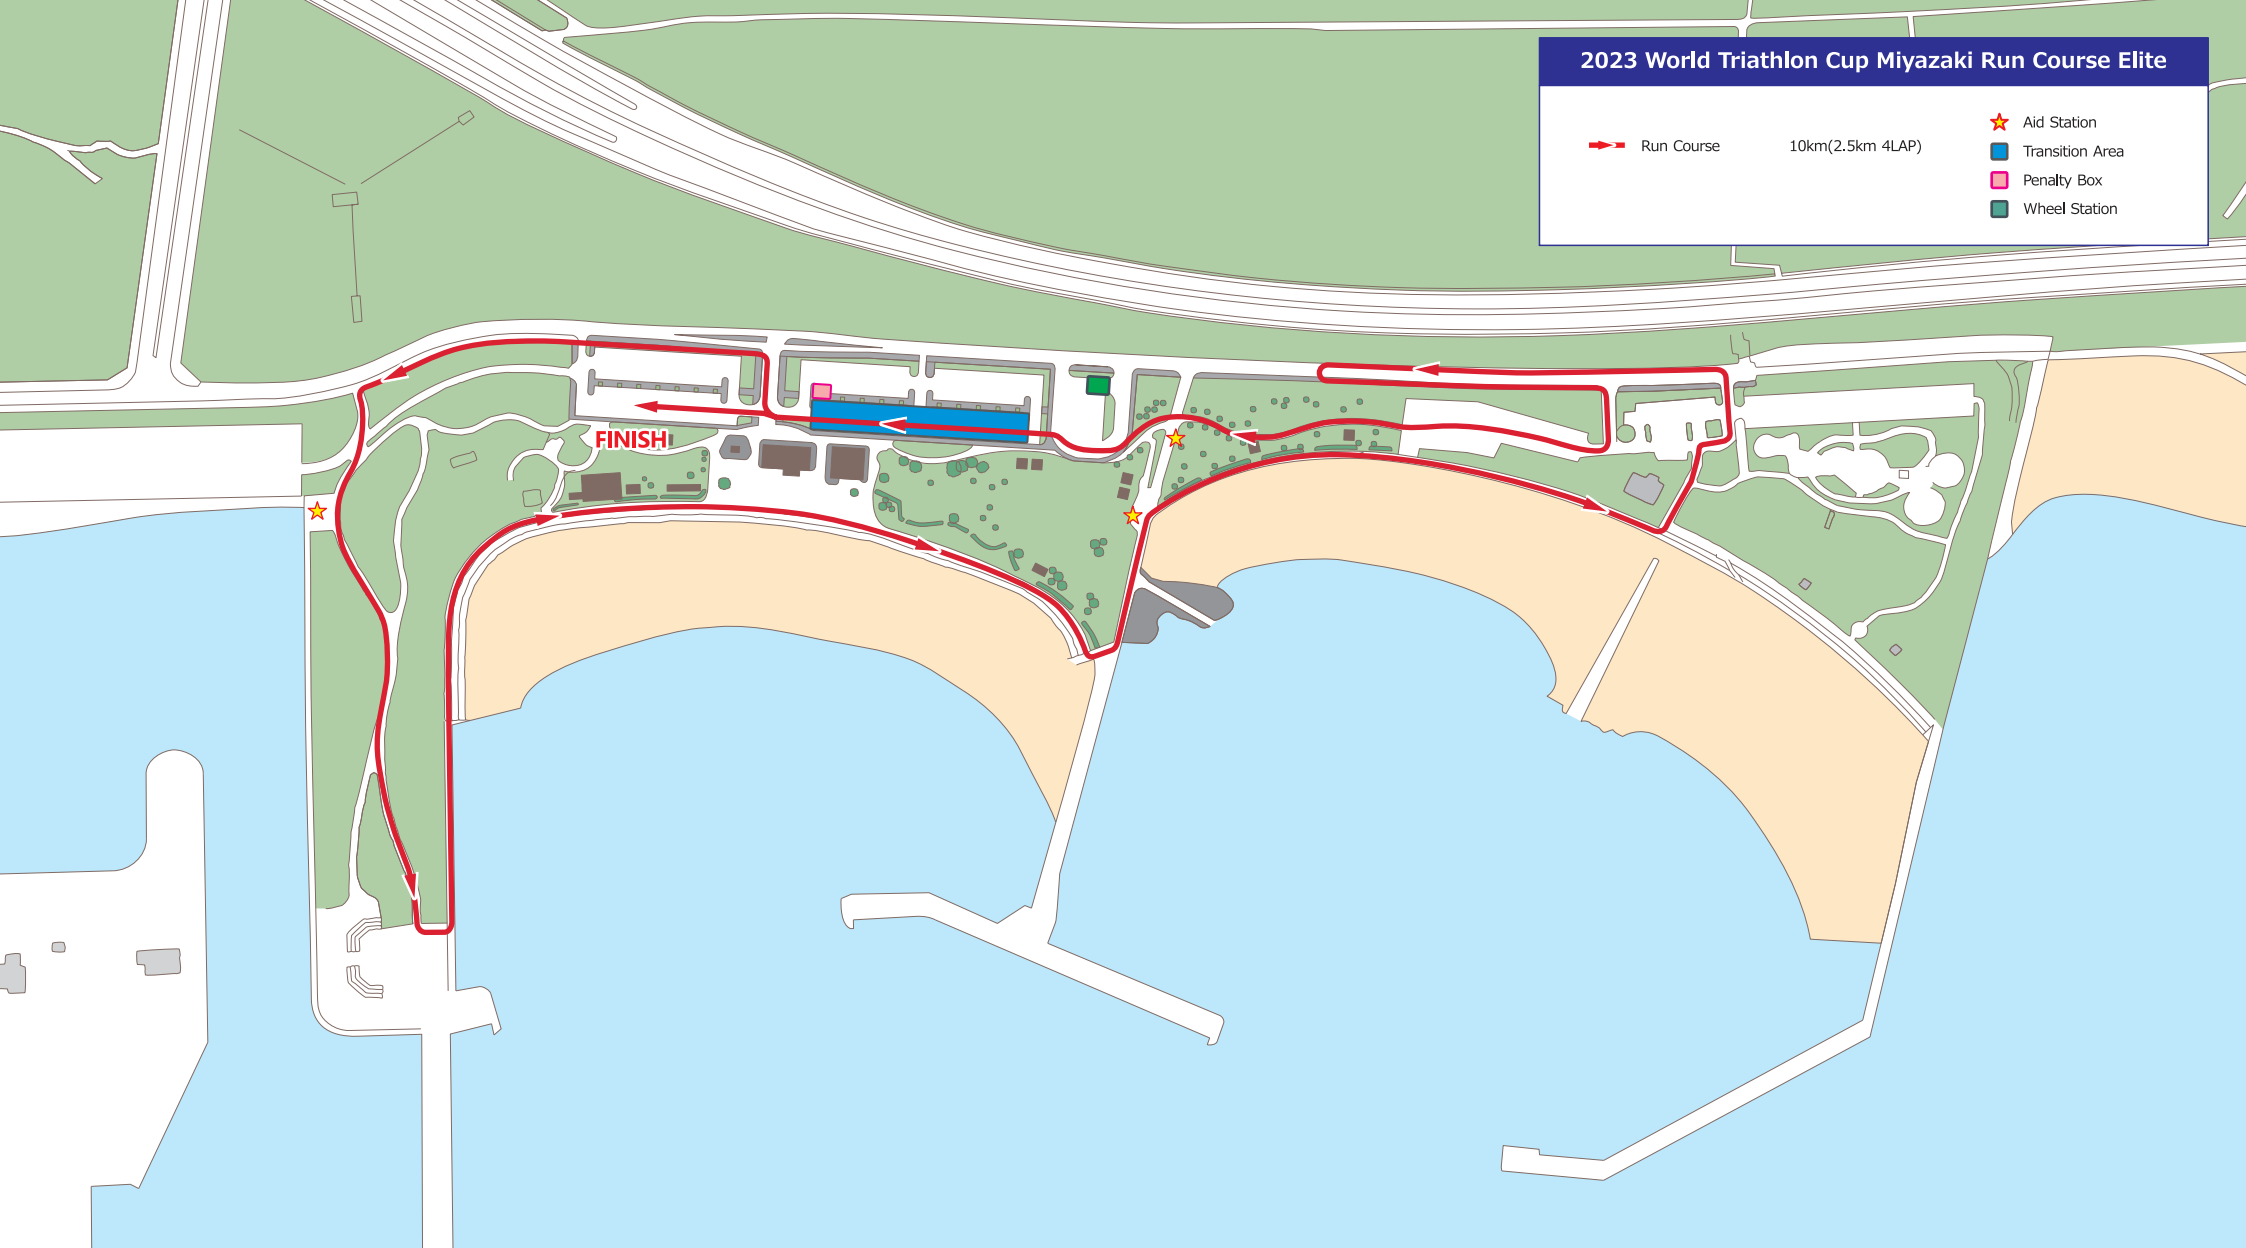 2023 World Triathlon Cup Miyazaki Run Course Elite
Run Course 10km(2.5km 4LAP)
Aid Station
Transition Area
Penalty Box
Wheel Station
FINISH